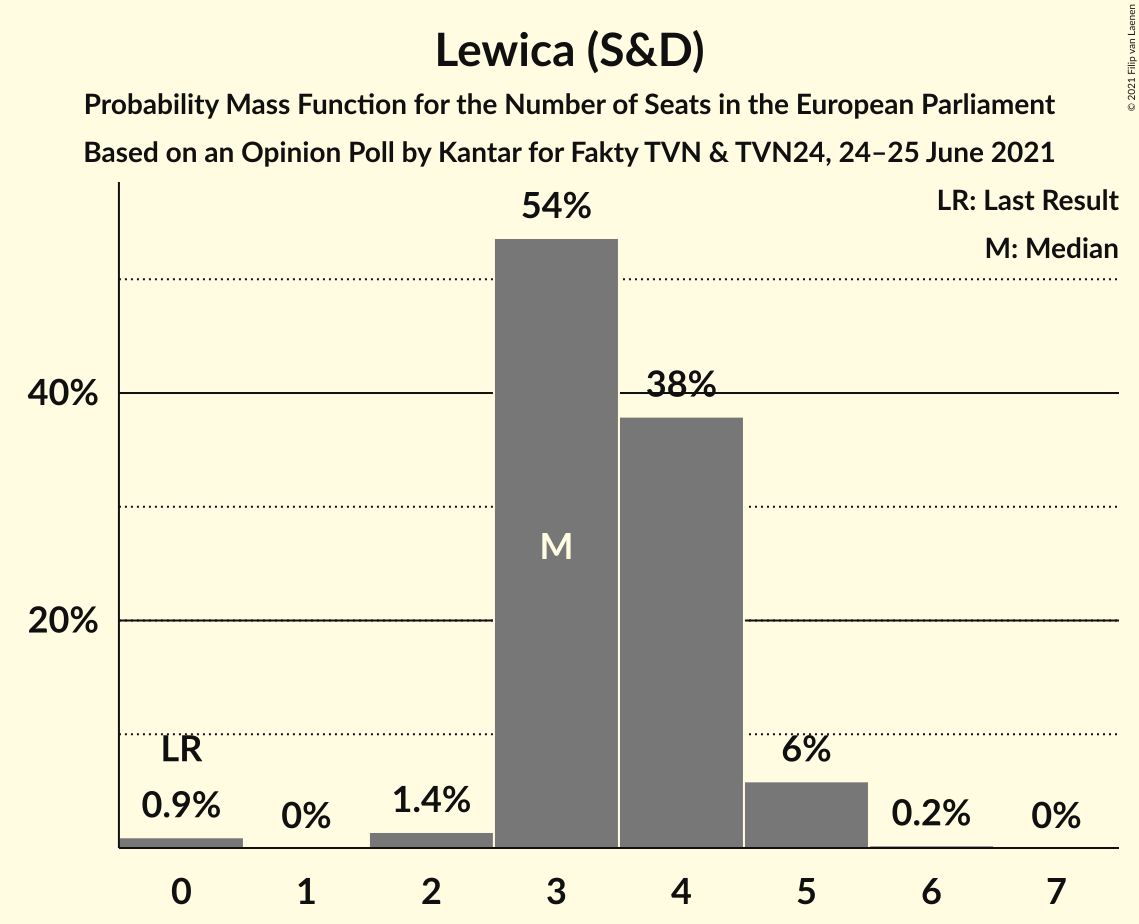 Lewica (S&D)
Probability Mass Function for the Number of Seats in the European Parliament
Based on an Opinion Poll by Kantar for Fakty TVN & TVN24, 24–25 June 2021
© 2021 Filip van Laenen
LR: Last Result
M: Median
54%
38%
40%
M
20%
LR
6%
0.9%
0%
1.4%
0.2%
0%
0 1 2 3 4 5 6 7